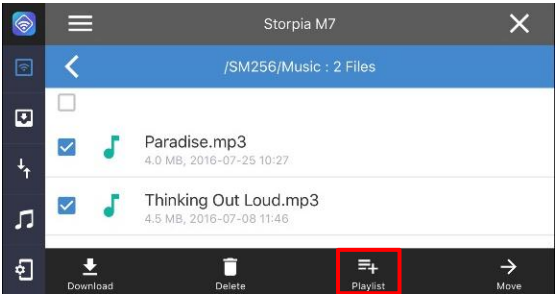 Storpia M7
/SM256/Music : 2 Files
Paradise.mp3
4.0 MB, 2016-07-25 10:27
Thinking Out Loud.mp3
4.5 MB, 2016-07-08 11:46
Download
Delete
Playlist
Move